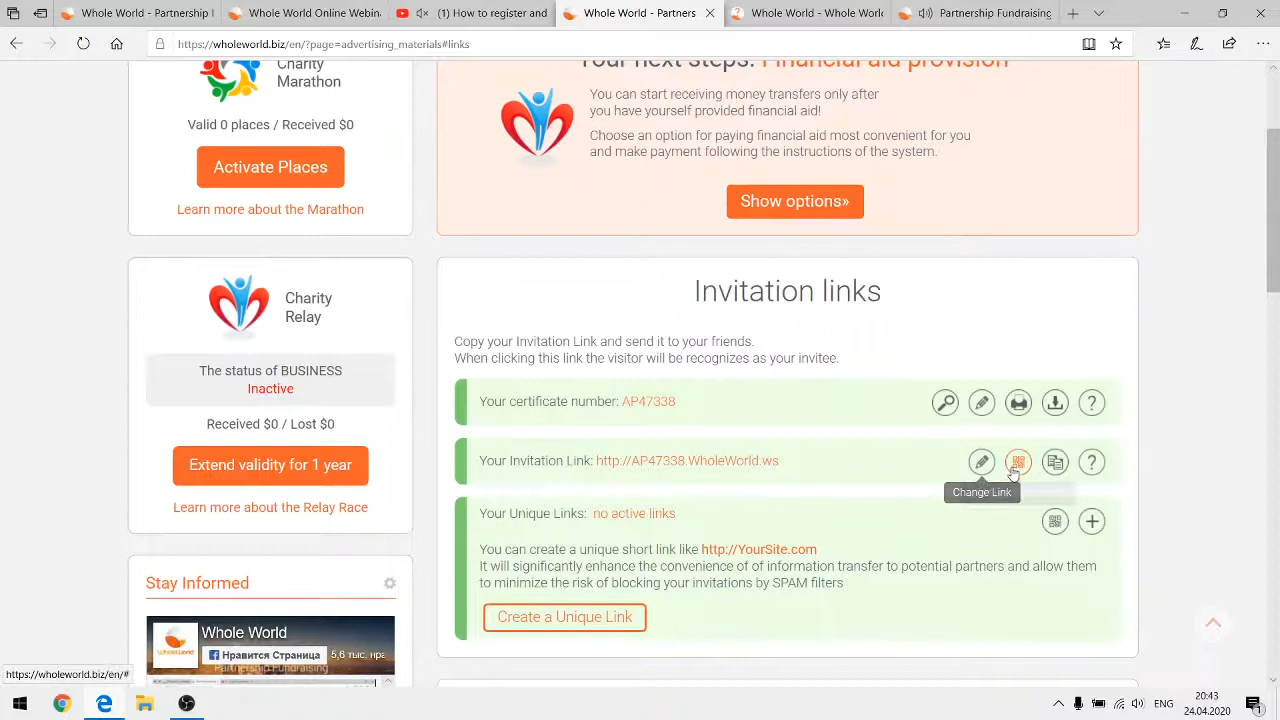 Whole World - Partners
(1) How to register and
Whole World - Partners
Whole World - Whole Work
Partnership Fundraising
https://wholeworld.biz/en/?page=advertising_materials#links
Charity
Marathon
Valid 0 places / Received $0
Activate Places
Learn more about the Marathon
Your next steps: Financial aid provision
You can start receiving money transfers only after
you have yourself provided financial aid!
Choose an option for paying financial aid most convenient for you
and make payment following the instructions of the system.
Show options»
Charity
Relay
The status of BUSINESS
Inactive
Received $0 / Lost $0
Extend validity for 1 year
Learn more about the Relay Race
Invitation links
Copy your Invitation Link and send it to your friends.
When clicking this link the visitor will be recognizes as your invitee.
Your certificate number: AP47338
?
Your Invitation Link: http://AP47338.WholeWorld.ws
?
Change Link
Your Unique Links: no active links
You can create a unique short link like http://YourSite.com
It will significantly enhance the convenience of of information transfer to potential partners and allow them
to minimize the risk of blocking your invitations by SPAM filters
Create a Unique Link
Stay Informed
Whole World
WholeWorld
Нравится Страница
5,6 тыс. нра
Partnership Fundraising
https://wholeworld.biz/en/#
ENG
20:43
24.04.2020
1